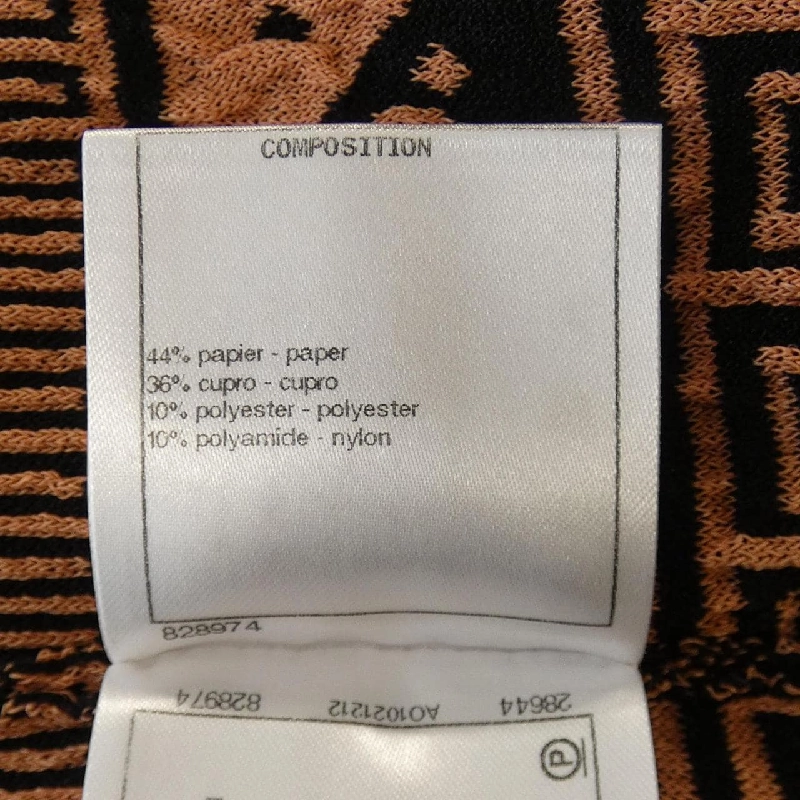 COMPOSITION
44% papier - paper
36% cupro - cupro
10% polyester - polyester
10% polyamide - nylon
828974
28644 A01021212 828974
P